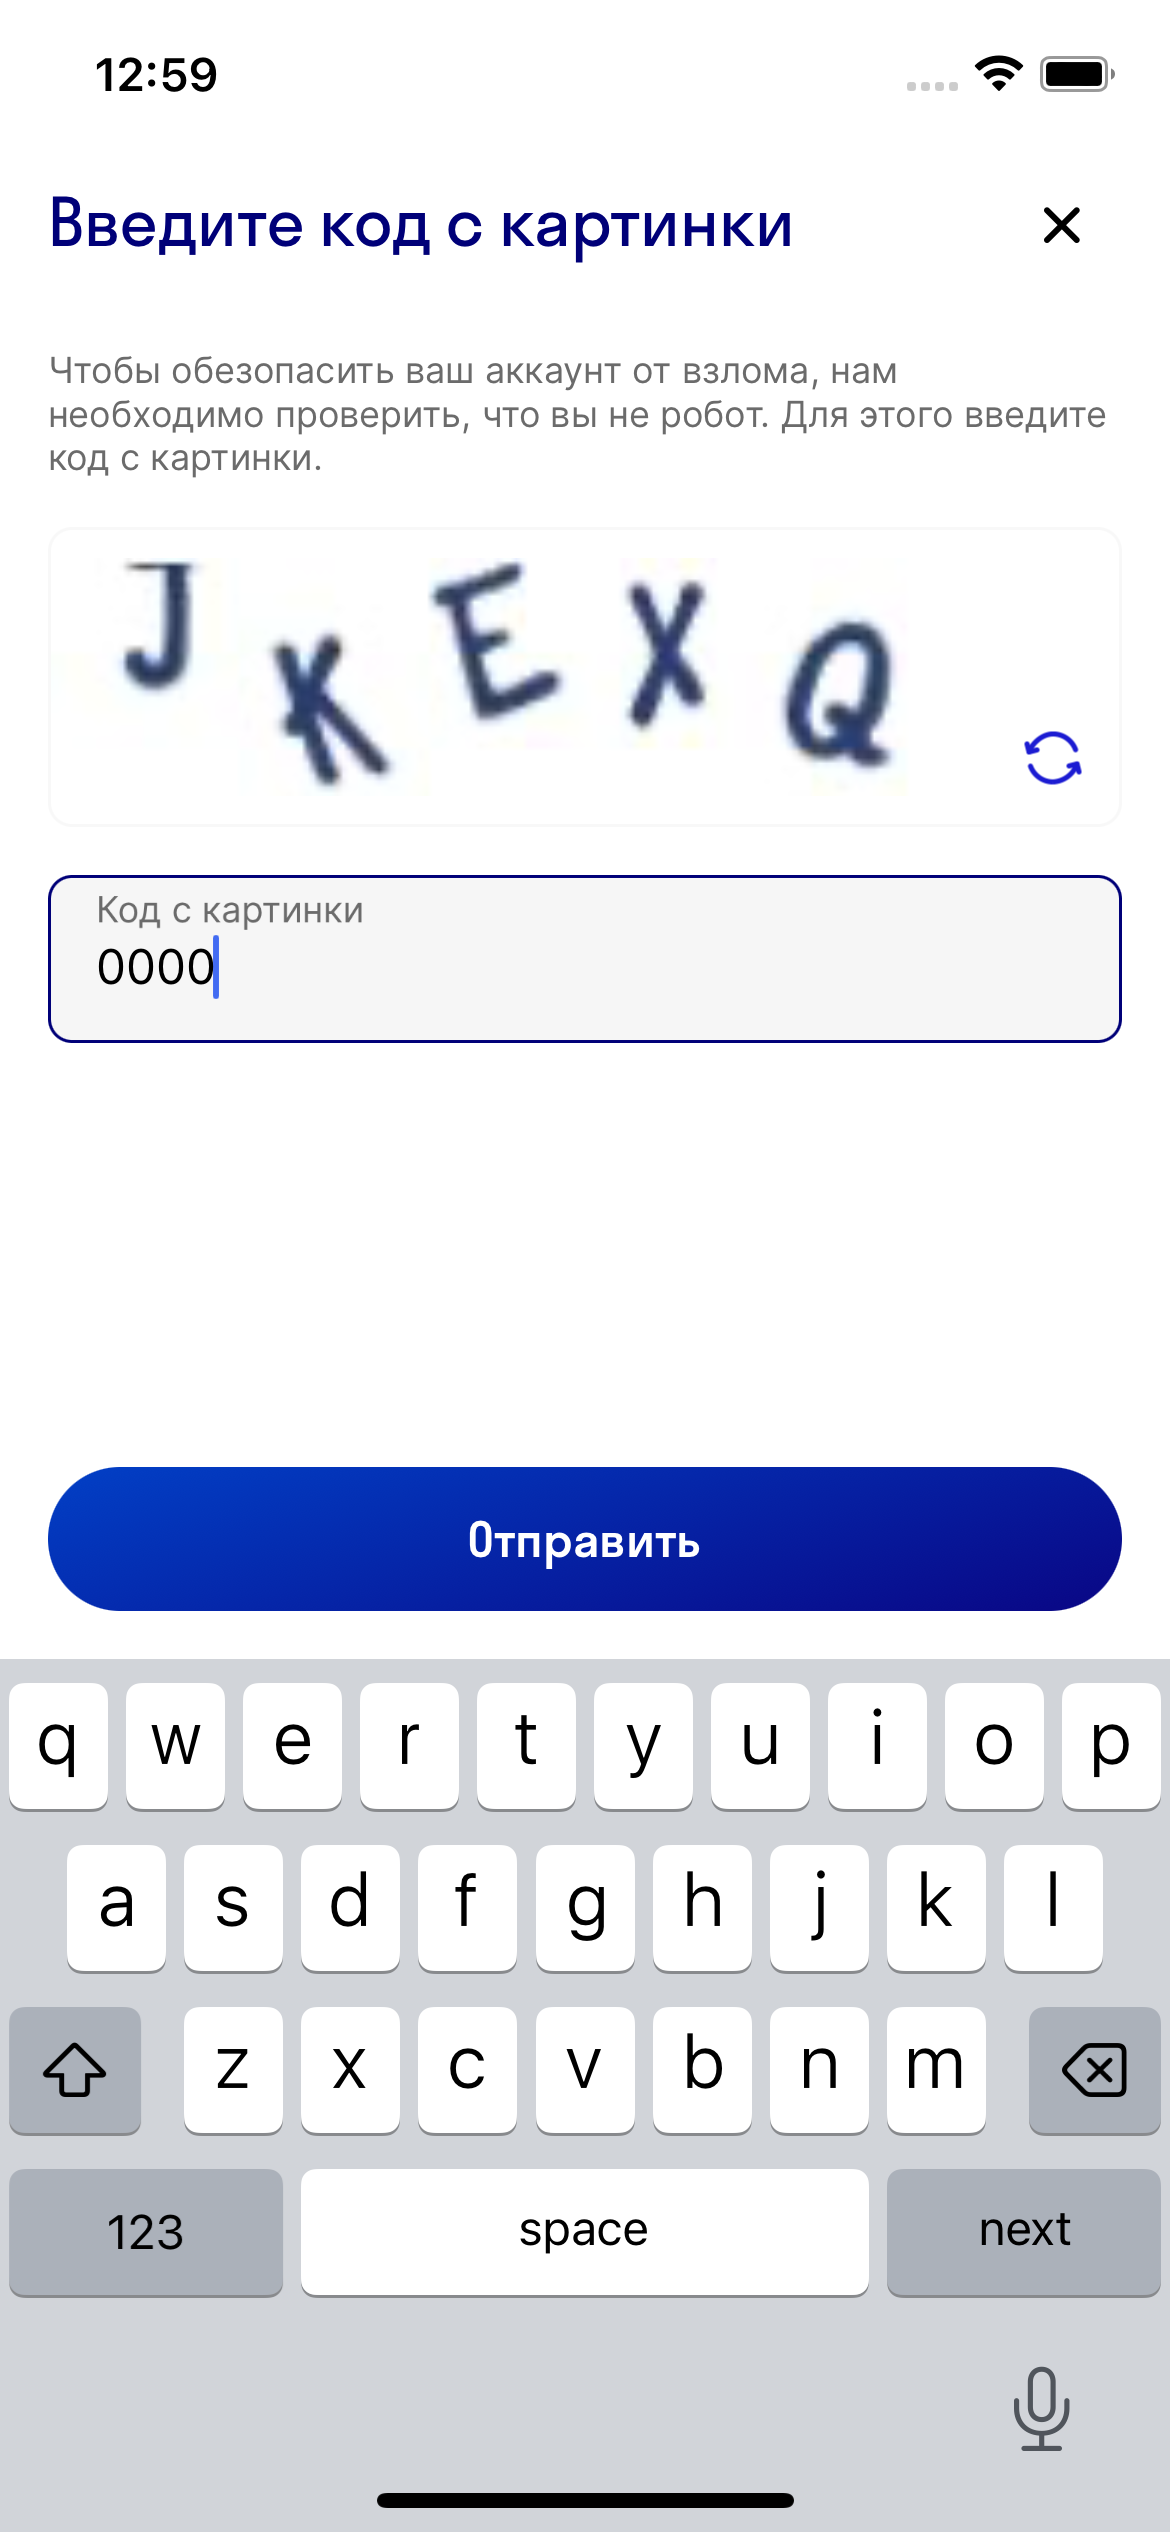 12:59
Введите код с картинки
Чтобы обезопасить ваш аккаунт от взлома, нам
необходимо проверить, что вы не робот. Для этого введите
код с картинки.
J K E X Q
Код с картинки
0000
Отправить
q w e r t y u i o p
a s d f g h j k l
z x c v b n m
123 space next